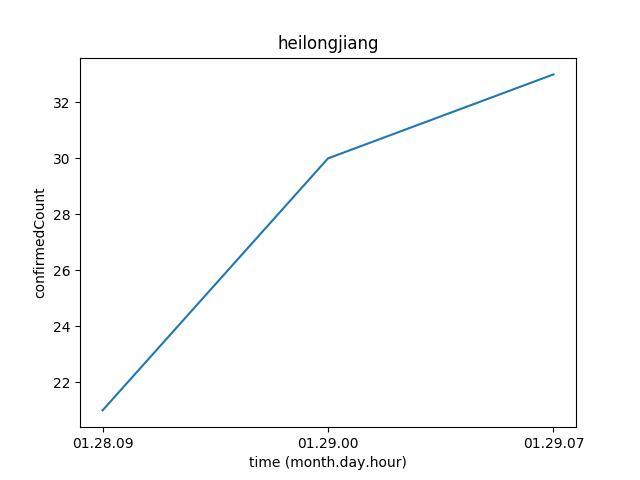 heilongjiang
confirmedCount
32
30
28
26
24
22
01.28.09 01.29.00 01.29.07
time (month.day.hour)